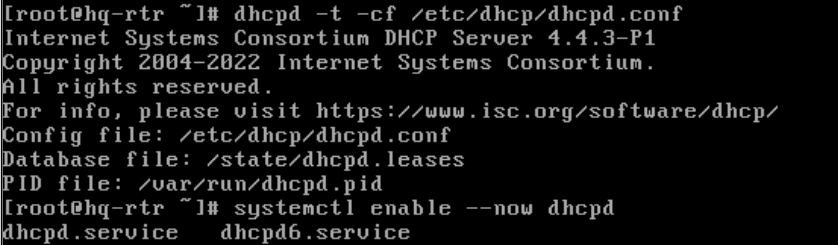 [root@hq-rtr ~]# dhcpd -t -cf /etc/dhcp/dhcpd.conf
Internet Systems Consortium DHCP Server 4.4.3-P1
Copyright 2004-2022 Internet Systems Consortium.
All rights reserved.
For info, please visit https://www.isc.org/software/dhcp/
Config file: /etc/dhcp/dhcpd.conf
Database file: /state/dhcpd.leases
PID file: /var/run/dhcpd.pid
[root@hq-rtr ~]# systemctl enable --now dhcpd
dhcpd.service   dhcpd6.service